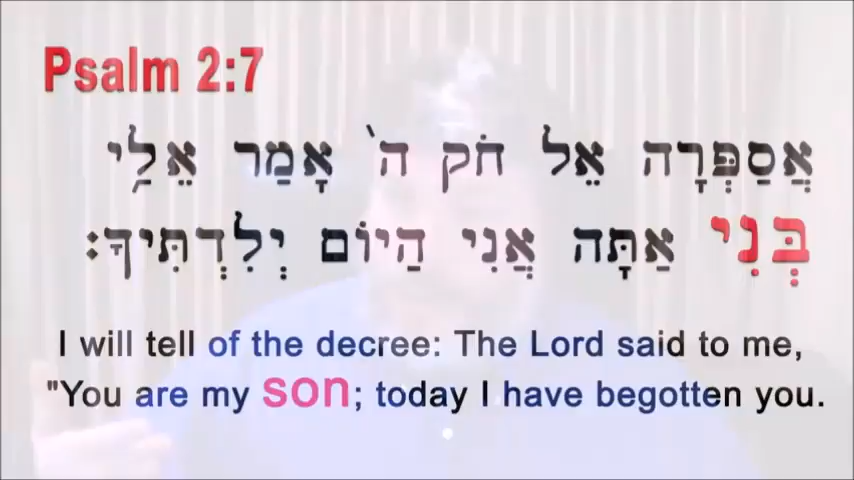 Psalm 2:7
אֲסַפְּרָה אֵל חֹק ה' אָמַר אֵלַי
בְּנִי אַתָּה אֲנִי הַיּוֹם יְלִדְתִּיךָ:
I will tell of the decree: The Lord said to me,
"You are my son; today I have begotten you.